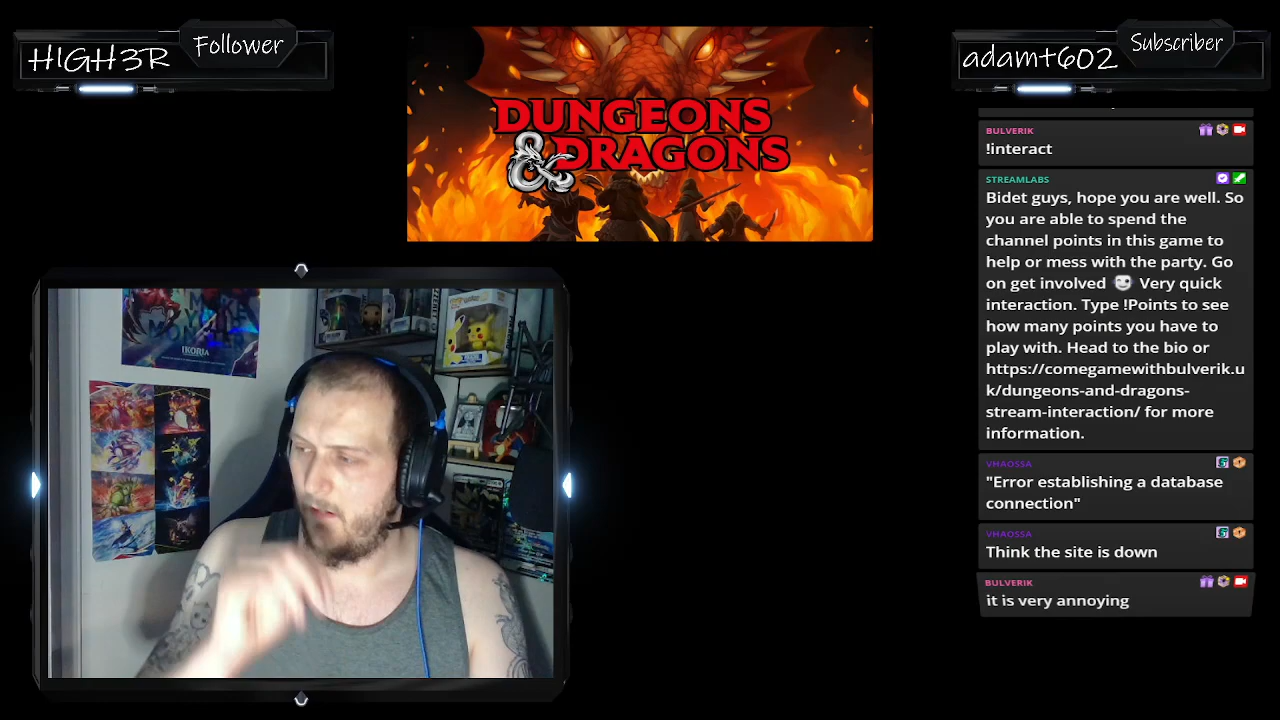 H1GH3R
Follower
DUNGEONS
& DRAGONS
adamt602
Subscriber
BULVERIK
!interact
STREAMLABS
Bidet guys, hope you are well. So
you are able to spend the
channel points in this game to
help or mess with the party. Go
on get involved Very quick
interaction. Type !Points to see
how many points you have to
play with. Head to the bio or
https://comegamewithbulverik.u
k/dungeons-and-dragons-
stream-interaction/ for more
information.
VHAOSSA
"Error establishing a database
connection"
VHAOSSA
Think the site is down
BULVERIK
it is very annoying
MONSTER
IKORIA